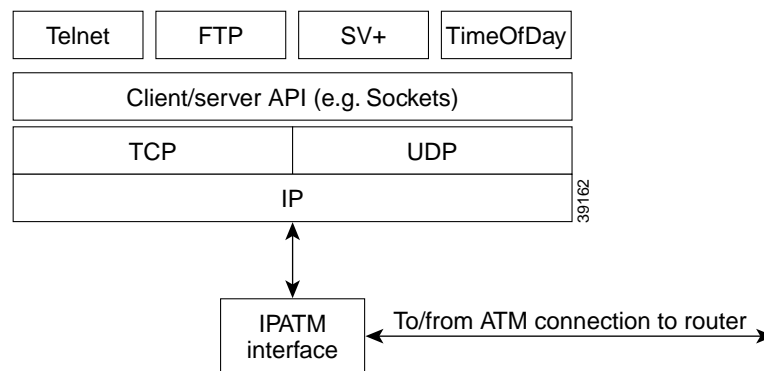 Telnet
FTP
SV+
TimeOfDay
Client/server API (e.g. Sockets)
TCP
UDP
IP
39162
IPATM
interface
To/from ATM connection to router